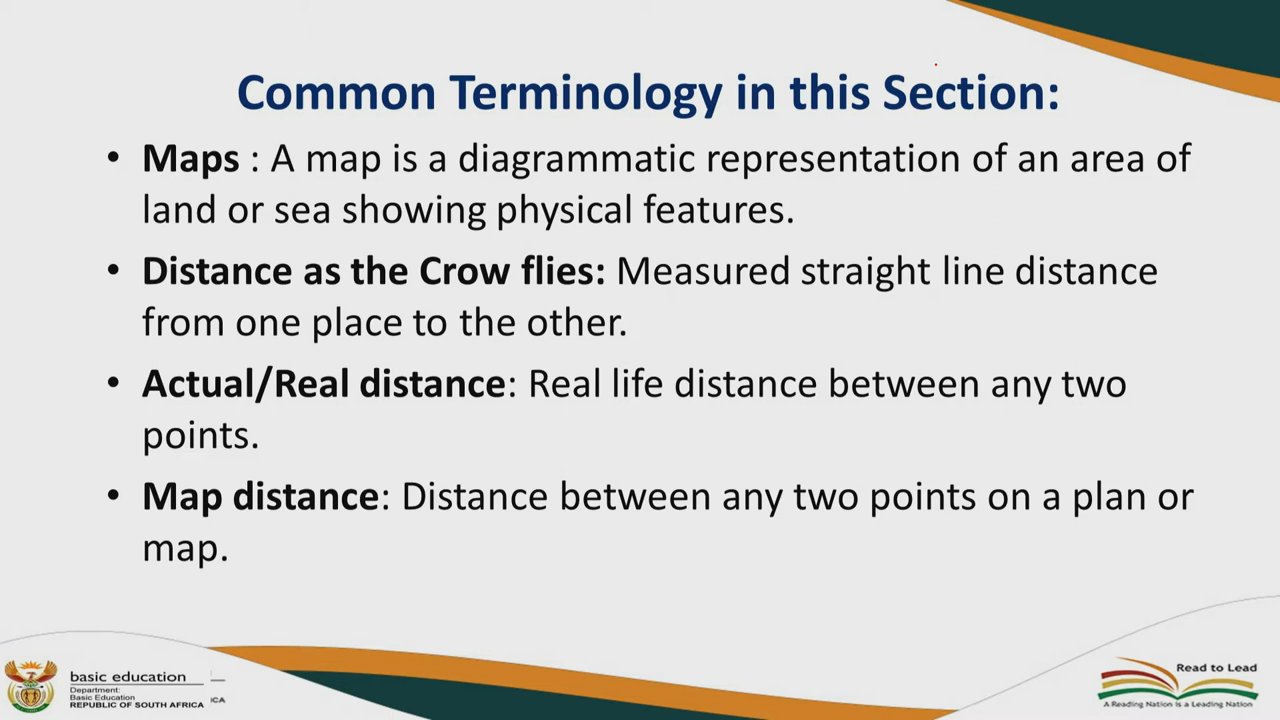 Common Terminology in this Section:
• Maps : A map is a diagrammatic representation of an area of
land or sea showing physical features.
• Distance as the Crow flies: Measured straight line distance
from one place to the other.
• Actual/Real distance: Real life distance between any two
points.
• Map distance: Distance between any two points on a plan or
map.
basic education
Department:
Basic Education
REPUBLIC OF SOUTH AFRICA
ICA
Read to Lead
A Reading Nation is a Leading Nation